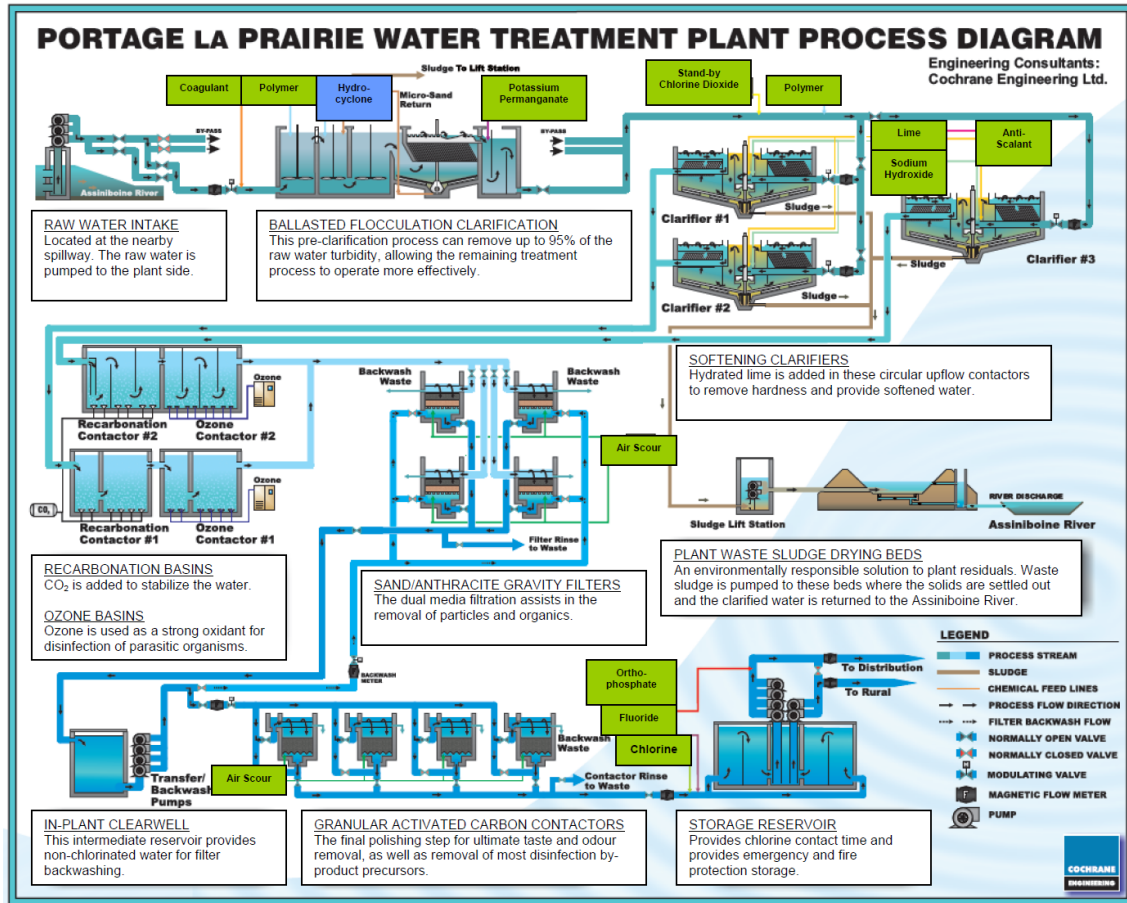 PORTAGE LA PRAIRIE WATER TREATMENT PLANT PROCESS DIAGRAM
Engineering Consultants:
Cochrane Engineering Ltd.
Sludge To Lift Station
Coagulant
Polymer
Hydro-
cyclone
Micro-Sand
Return
Potassium
Permanganate
Stand-by
Chlorine Dioxide
Polymer
BY-PASS
BY-PASS
Lime
Anti-
Scalant
Sodium
Hydroxide
Assiniboine River
Clarifier #1
Sludge
Clarifier #2
Sludge
Sludge
Clarifier #3
RAW WATER INTAKE
Located at the nearby
spillway. The raw water is
pumped to the plant side.
BALLASTED FLOCCULATION CLARIFICATION
This pre-clarification process can remove up to 95% of the
raw water turbidity, allowing the remaining treatment
process to operate more effectively.
SOFTENING CLARIFIERS
Hydrated lime is added in these circular upflow contactors
to remove hardness and provide softened water.
Ozone
Recarbonation
Contactor #2
Ozone
Contactor #2
Backwash
Waste
Backwash
Waste
Air Scour
Ozone
CO2
Recarbonation
Contactor #1
Ozone
Contactor #1
Filter Rinse
to Waste
Sludge Lift Station
RIVER DISCHARGE
Assiniboine River
RECARBONATION BASINS
CO2 is added to stabilize the water.
OZONE BASINS
Ozone is used as a strong oxidant for
disinfection of parasitic organisms.
SAND/ANTHRACITE GRAVITY FILTERS
The dual media filtration assists in the
removal of particles and organics.
PLANT WASTE SLUDGE DRYING BEDS
An environmentally responsible solution to plant residuals. Waste
sludge is pumped to these beds where the solids are settled out
and the clarified water is returned to the Assiniboine River.
BACKWASH
METER
Ortho-
phosphate
Fluoride
Chlorine
To Distribution
To Rural
Transfer/
Backwash
Pumps
Air Scour
Backwash
Waste
Contactor Rinse
to Waste
LEGEND
PROCESS STREAM
SLUDGE
CHEMICAL FEED LINES
PROCESS FLOW DIRECTION
FILTER BACKWASH FLOW
NORMALLY OPEN VALVE
NORMALLY CLOSED VALVE
MODULATING VALVE
F
MAGNETIC FLOW METER
PUMP
IN-PLANT CLEARWELL
This intermediate reservoir provides
non-chlorinated water for filter
backwashing.
GRANULAR ACTIVATED CARBON CONTACTORS
The final polishing step for ultimate taste and odour
removal, as well as removal of most disinfection by-
product precursors.
STORAGE RESERVOIR
Provides chlorine contact time and
provides emergency and fire
protection storage.
COCHRANE
ENGINEERING